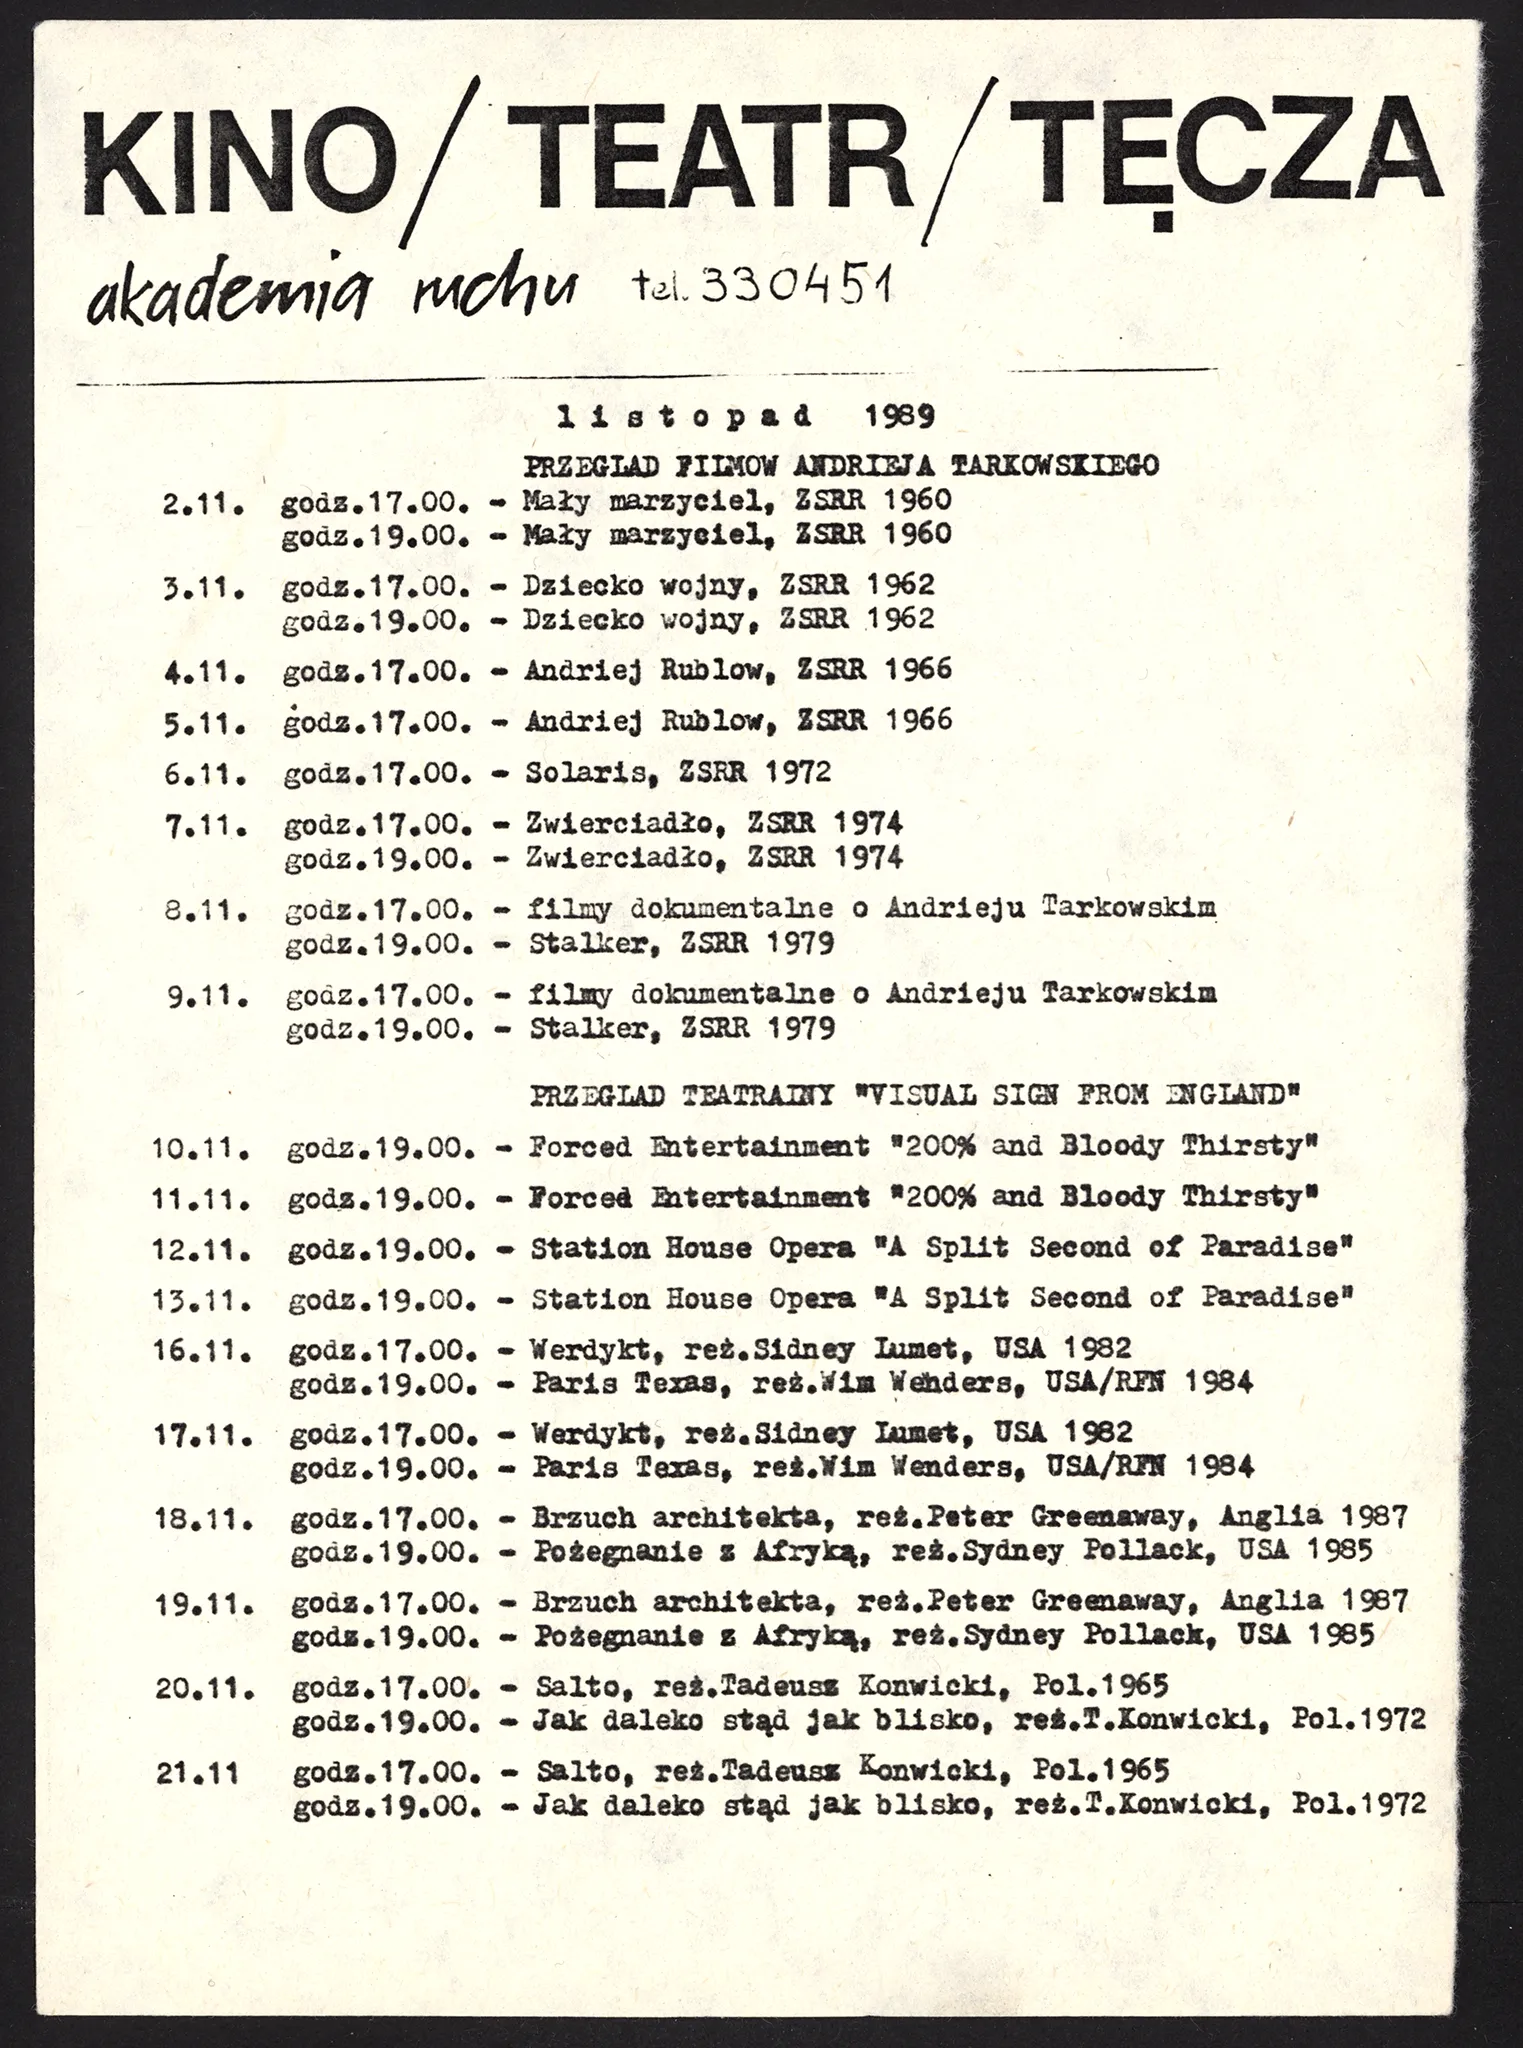 KINO/TEATR/TĘCZA
akademia ruchu tel. 330451
listopad 1989
PRZEGLAD FILMOW ANDRIEJA TARKOWSKIEGO
2.11. godz.17.00. - Mały marzyciel, ZSRR 1960
godz.19.00. - Mały marzyciel, ZSRR 1960
3.11. godz.17.00. - Dziecko wojny, ZSRR 1962
godz.19.00. - Dziecko wojny, ZSRR 1962
4.11. godz.17.00. - Andriej Rublow, ZSRR 1966
5.11. godz.17.00. - Andriej Rublow, ZSRR 1966
6.11. godz.17.00. - Solaris, ZSRR 1972
7.11. godz.17.00. - Zwierciadło, ZSRR 1974
godz.19.00. - Zwierciadło, ZSRR 1974
8.11. godz.17.00. - filmy dokumentalne o Andrieju Tarkowskim
godz.19.00. - Stalker, ZSRR 1979
9.11. godz.17.00. - filmy dokumentalne o Andrieju Tarkowskim
godz.19.00. - Stalker, ZSRR 1979
PRZEGLAD TEATRALNY "VISUAL SIGN FROM ENGLAND"
10.11. godz.19.00. - Forced Entertainment "200% and Bloody Thirsty"
11.11. godz.19.00. - Forced Entertainment "200% and Bloody Thirsty"
12.11. godz.19.00. - Station House Opera "A Split Second of Paradise"
13.11. godz.19.00. - Station House Opera "A Split Second of Paradise"
16.11. godz.17.00. - Werdykt, reż.Sidney Lumet, USA 1982
godz.19.00. - Paris Texas, reż.Wim Wenders, USA/RFN 1984
17.11. godz.17.00. - Werdykt, reż.Sidney Lumet, USA 1982
godz.19.00. - Paris Texas, reż.Wim Wenders, USA/RFN 1984
18.11. godz.17.00. - Brzuch architekta, reż.Peter Greenaway, Anglia 1987
godz.19.00. - Pożegnanie z Afryką, reż.Sydney Pollack, USA 1985
19.11. godz.17.00. - Brzuch architekta, reż.Peter Greenaway, Anglia 1987
godz.19.00. - Pożegnanie z Afryką, reż.Sydney Pollack, USA 1985
20.11. godz.17.00. - Salto, reż.Tadeusz Konwicki, Pol.1965
godz.19.00. - Jak daleko stąd jak blisko, reż.T.Konwicki, Pol.1972
21.11 godz.17.00. - Salto, reż.Tadeusz Konwicki, Pol.1965
godz.19.00. - Jak daleko stąd jak blisko, reż.T.Konwicki, Pol.1972